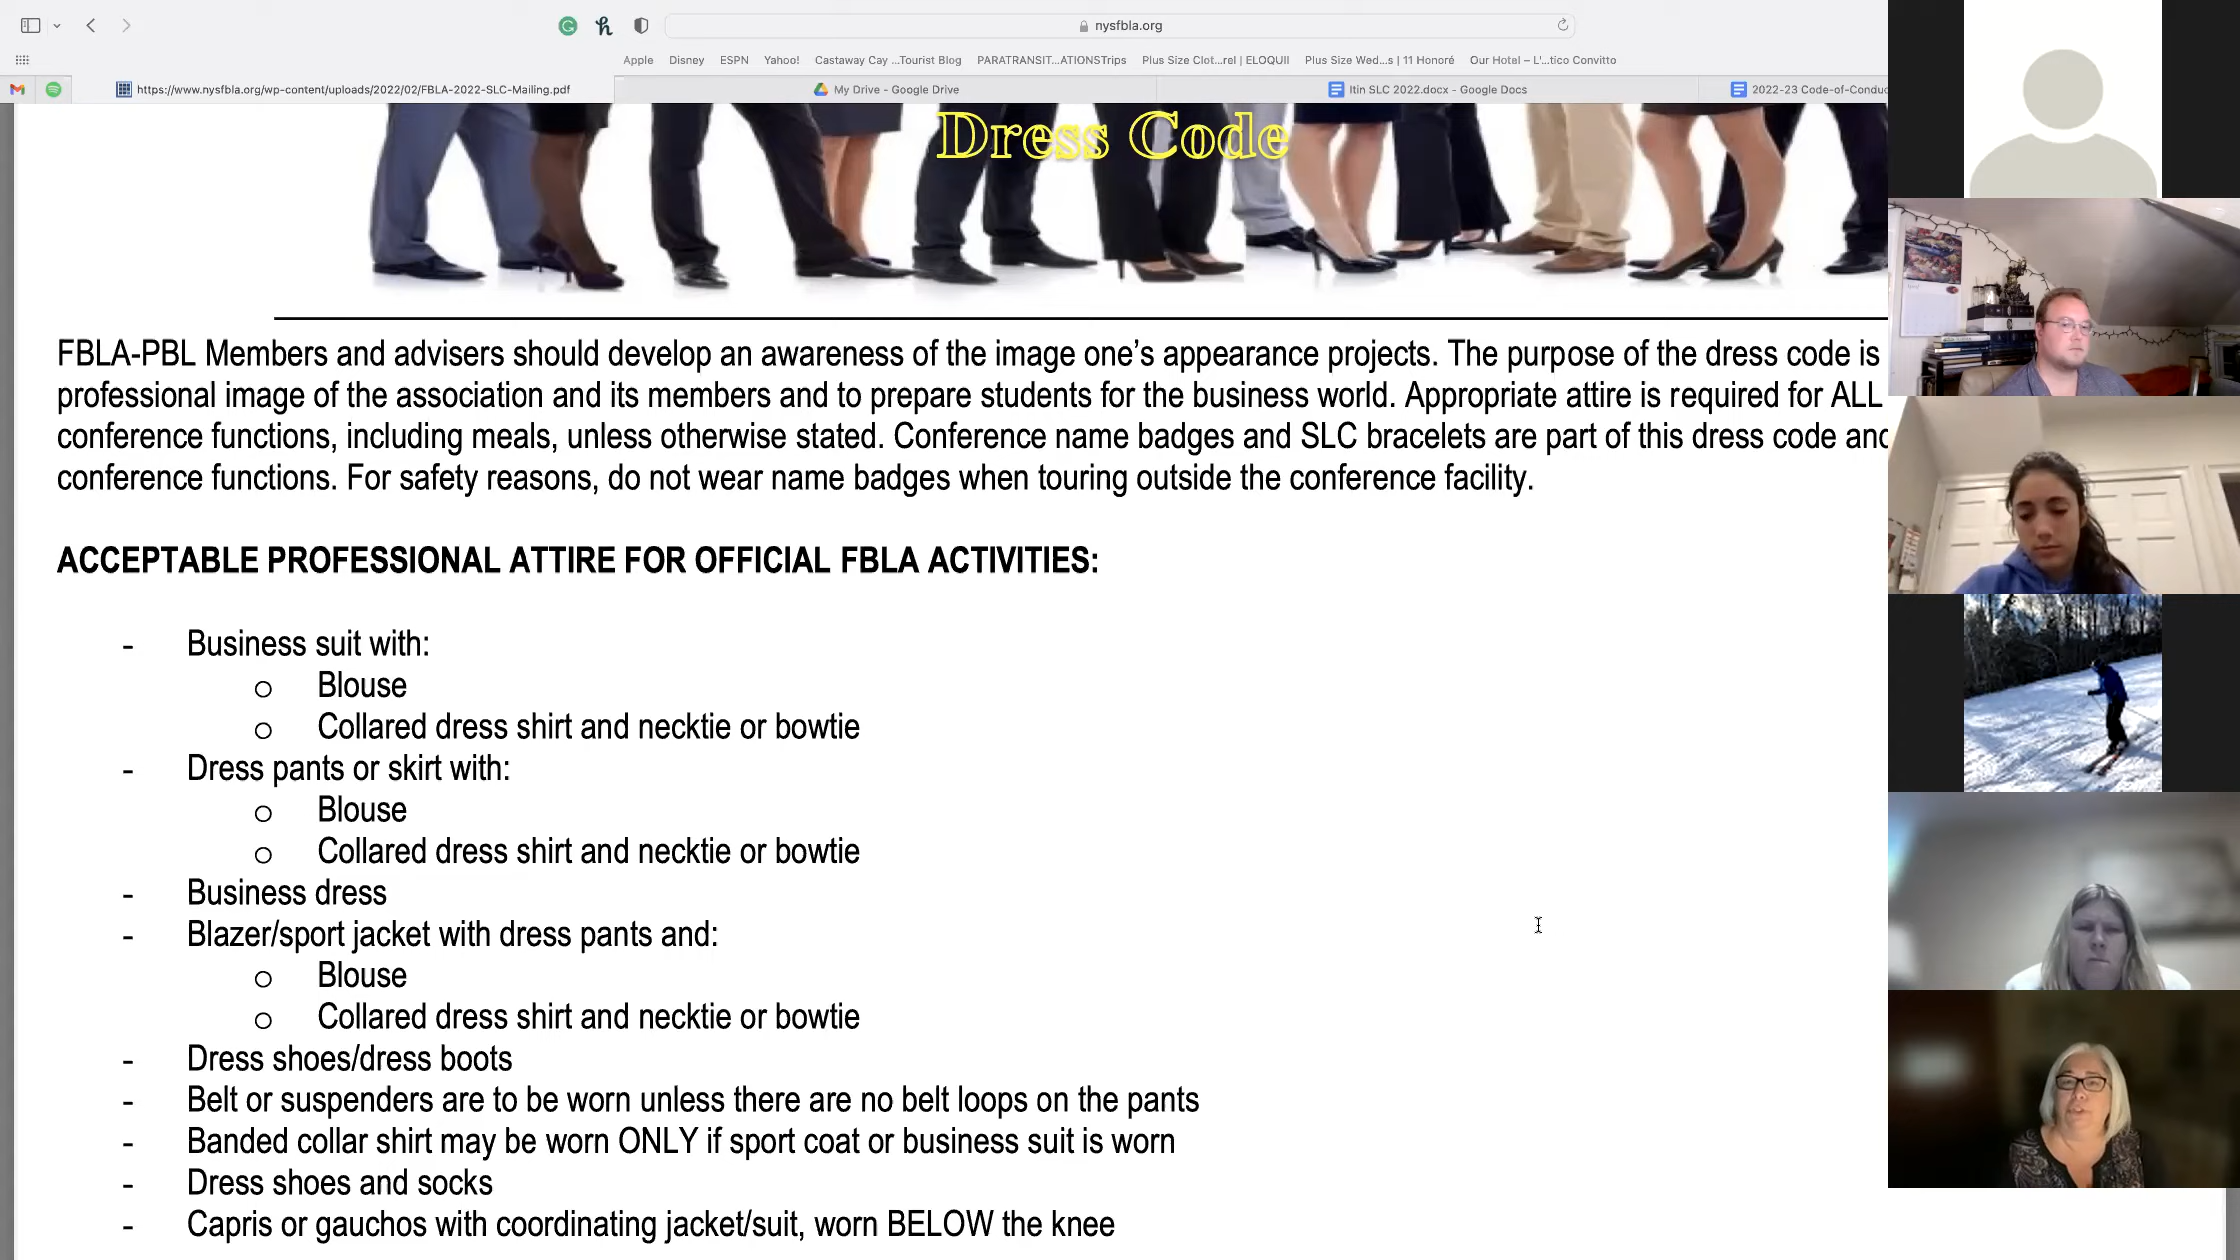 nysfbla.org
Apple Disney ESPN Yahoo! Castaway Cay ...Tourist Blog PARATRANSIT...ATIONSTrips Plus Size Clot...rel | ELOQUII Plus Size Wed...s | 11 Honoré Our Hotel – L'...tico Convitto
https://www.nysfbla.org/wp-content/uploads/2022/02/FBLA-2022-SLC-Mailing.pdf My Drive - Google Drive Itin SLC 2022.docx - Google Docs 2022-23 Code-of-Conduc
Dress Code
FBLA-PBL Members and advisers should develop an awareness of the image one’s appearance projects. The purpose of the dress code is
professional image of the association and its members and to prepare students for the business world. Appropriate attire is required for ALL
conference functions, including meals, unless otherwise stated. Conference name badges and SLC bracelets are part of this dress code and
conference functions. For safety reasons, do not wear name badges when touring outside the conference facility.
ACCEPTABLE PROFESSIONAL ATTIRE FOR OFFICIAL FBLA ACTIVITIES:
- Business suit with:
o Blouse
o Collared dress shirt and necktie or bowtie
- Dress pants or skirt with:
o Blouse
o Collared dress shirt and necktie or bowtie
- Business dress
- Blazer/sport jacket with dress pants and:
o Blouse
o Collared dress shirt and necktie or bowtie
- Dress shoes/dress boots
- Belt or suspenders are to be worn unless there are no belt loops on the pants
- Banded collar shirt may be worn ONLY if sport coat or business suit is worn
- Dress shoes and socks
- Capris or gauchos with coordinating jacket/suit, worn BELOW the knee